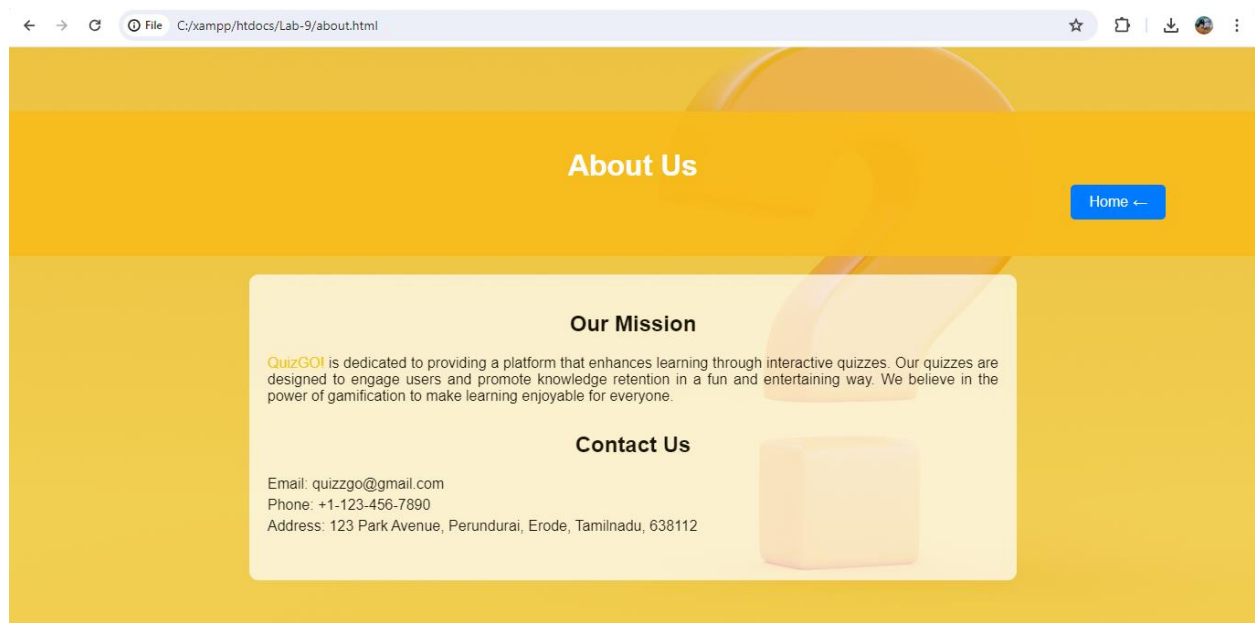 File C:/xampp/htdocs/Lab-9/about.html
About Us
Home ←
Our Mission
QuizGO! is dedicated to providing a platform that enhances learning through interactive quizzes. Our quizzes are
designed to engage users and promote knowledge retention in a fun and entertaining way. We believe in the
power of gamification to make learning enjoyable for everyone.
Contact Us
Email: quizzgo@gmail.com
Phone: +1-123-456-7890
Address: 123 Park Avenue, Perundurai, Erode, Tamilnadu, 638112